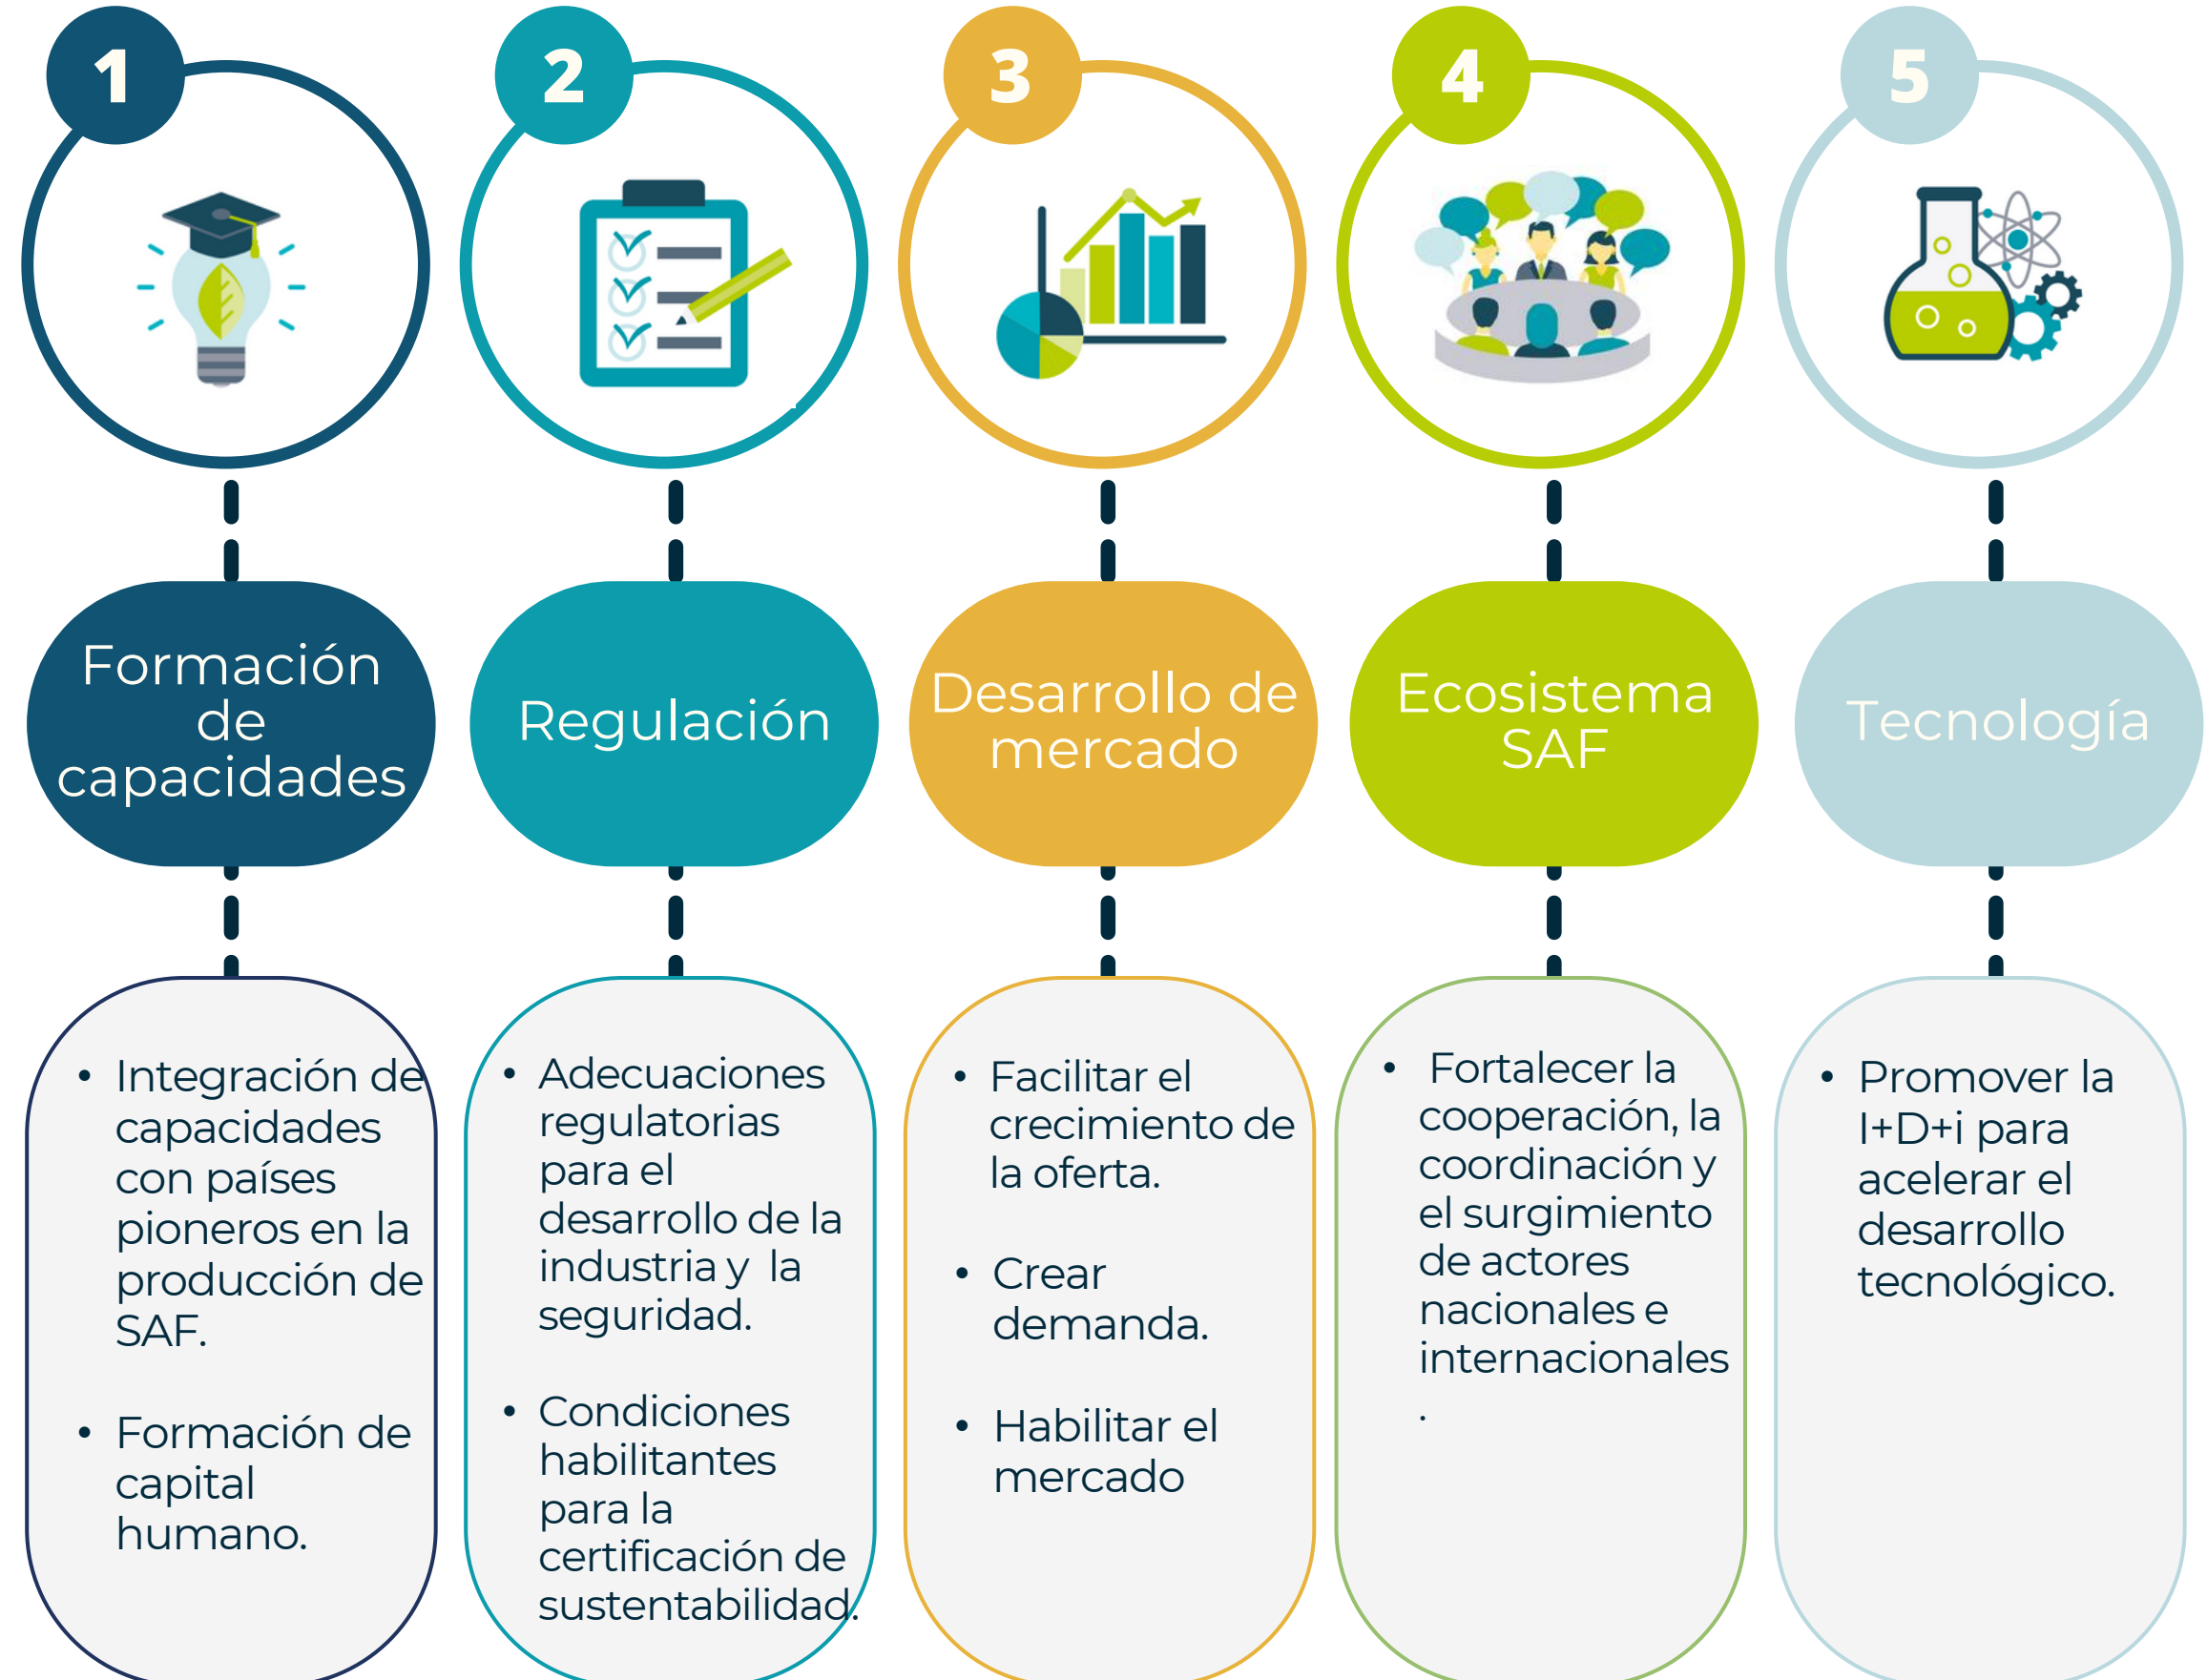 1
Formación
de
capacidades
• Integración de
capacidades
con países
pioneros en la
producción de
SAF.
• Formación de
capital
humano.
2
Regulación
• Adecuaciones
regulatorias
para el
desarrollo de la
industria y la
seguridad.
• Condiciones
habilitantes
para la
certificación de
sustentabilidad.
3
Desarrollo de
mercado
• Facilitar el
crecimiento de
la oferta.
• Crear
demanda.
• Habilitar el
mercado
4
Ecosistema
SAF
• Fortalecer la
cooperación, la
coordinación y
el surgimiento
de actores
nacionales e
internacionales
.
5
Tecnología
• Promover la
I+D+i para
acelerar el
desarrollo
tecnológico.